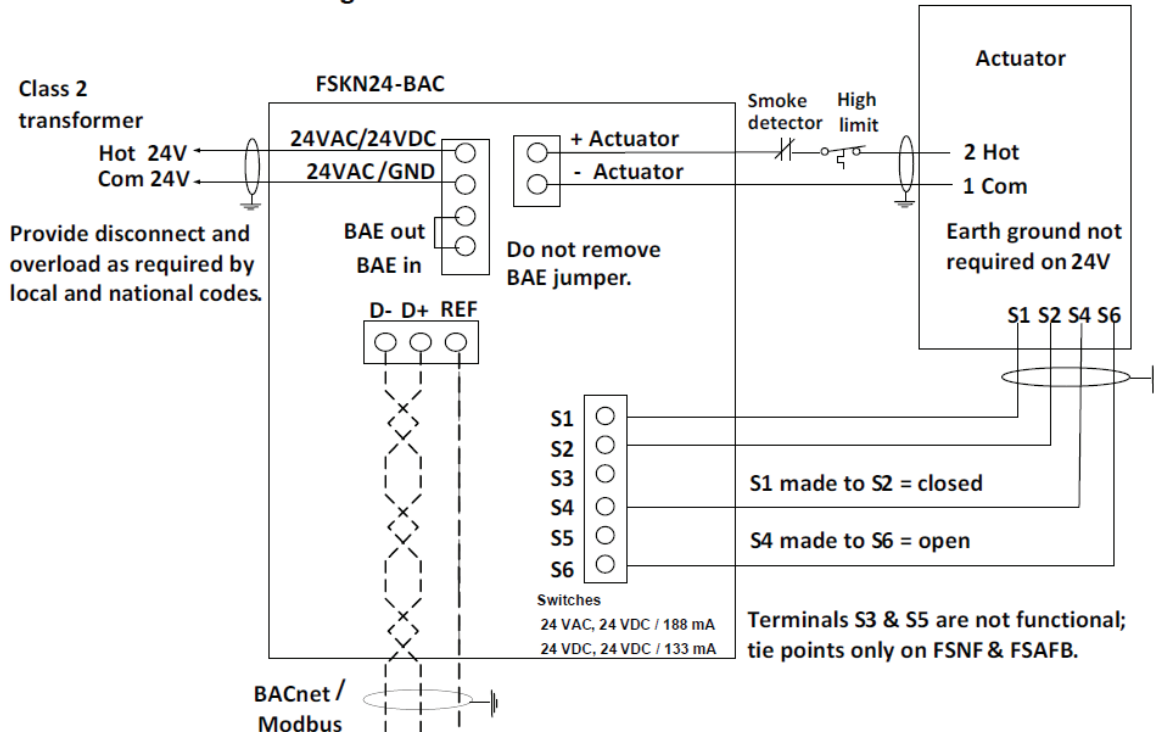 Actuator
Class 2
transformer
FSKN24-BAC
Smoke
detector
High
limit
Hot 24V
Com 24V
24VAC/24VDC
24VAC/GND
+ Actuator
- Actuator
2 Hot
1 Com
Provide disconnect and
overload as required by
local and national codes.
BAE out
BAE in
Do not remove
BAE jumper.
Earth ground not
required on 24V
D- D+ REF
S1 S2 S4 S6
S1
S2
S3
S4
S5
S6
S1 made to S2 = closed
S4 made to S6 = open
Switches
24 VAC, 24 VDC / 188 mA
24 VDC, 24 VDC / 133 mA
Terminals S3 & S5 are not functional;
tie points only on FSNF & FSAFB.
BACnet /
Modbus